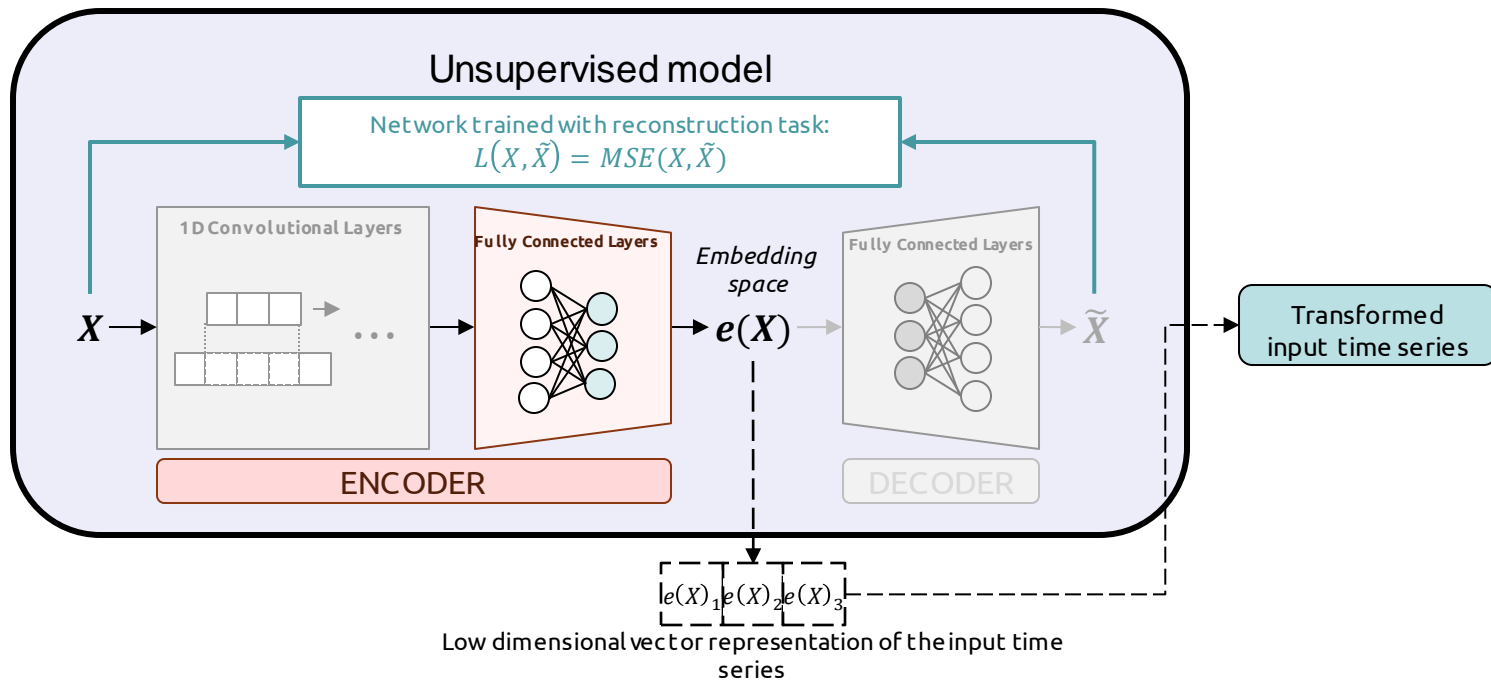 Unsupervised model
Network trained with reconstruction task:
L(X, X̃) = MSE(X, X̃)
1D Convolutional Layers
Fully Connected Layers
Embedding
space
Fully Connected Layers
X
...
e(X)
X̃
Transformed
input time series
ENCODER
DECODER
e(X)₁ e(X)₂ e(X)₃
Low dimensional vector representation of the input time
series